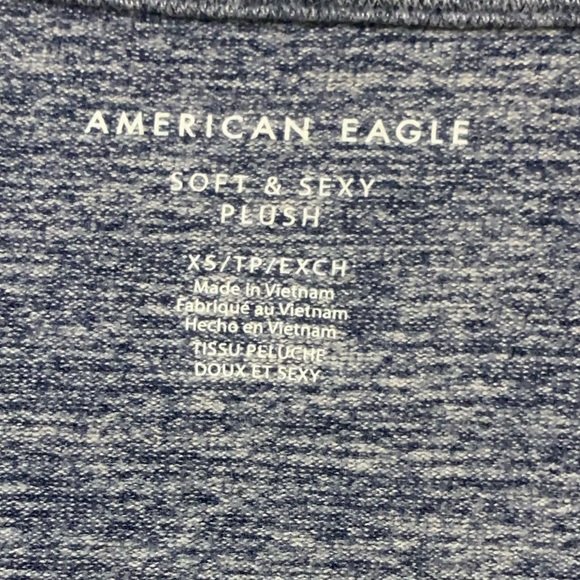 AMERICAN EAGLE
SOFT & SEXY
PLUSH
XS/TP/EXCH
Made in Vietnam
Fabriqué au Vietnam
Hecho en Vietnam
TISSU PELUCHE
DOUX ET SEXY